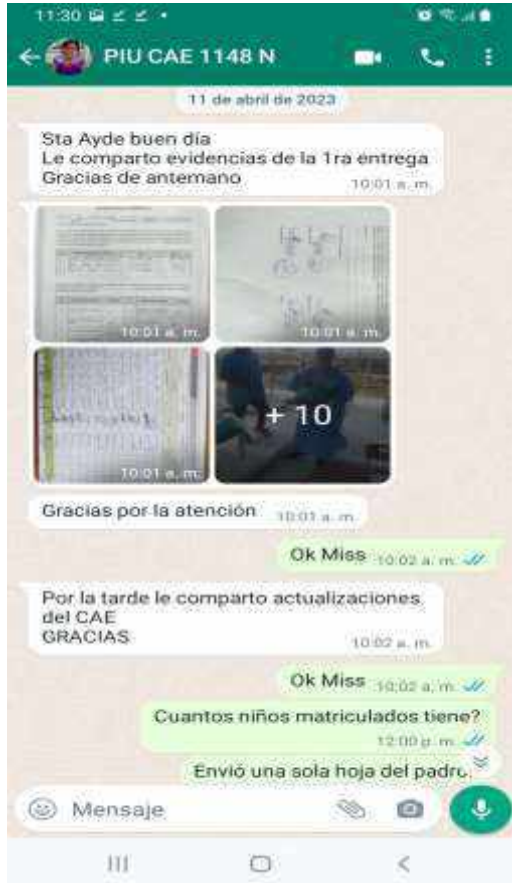 11:30
PIU CAE 1148 N
11 de abril de 2023
Sta Ayde buen día
Le comparto evidencias de la 1ra entrega
Gracias de antemano
10:01 a. m.
10:01 a. m.
10:01 a. m.
10:01 a. m.
+ 10
Gracias por la atención 10:01 a. m.
Ok Miss 10:02 a. m.
Por la tarde le comparto actualizaciones
del CAE
GRACIAS
10:02 a. m.
Ok Miss 10:02 a. m.
Cuantos niños matriculados tiene?
12:00 p. m.
Envió una sola hoja del padro
Mensaje